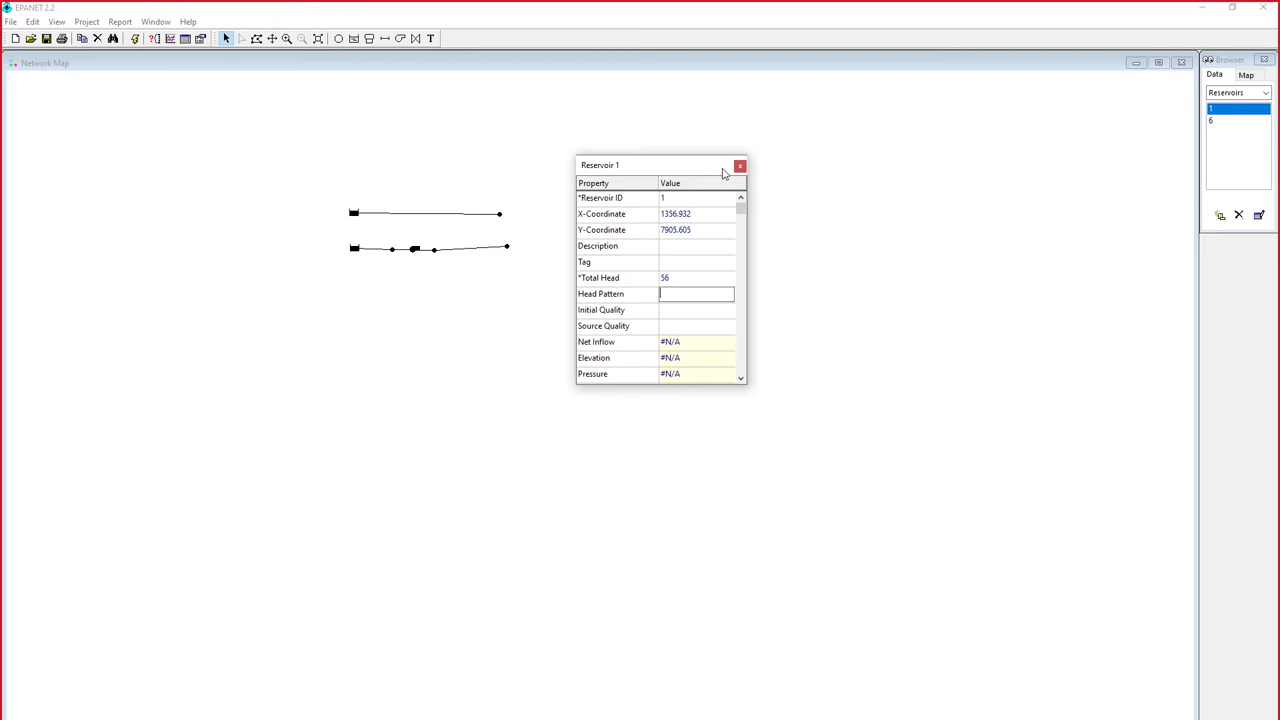 EPANET 2.2
File Edit View Project Report Window Help
T
Network Map
Browser
Data Map
Reservoirs
1
6
Reservoir 1
Property Value
*Reservoir ID 1
X-Coordinate 1356.932
Y-Coordinate 7905.605
Description
Tag
*Total Head 56
Head Pattern
Initial Quality
Source Quality
Net Inflow #N/A
Elevation #N/A
Pressure #N/A